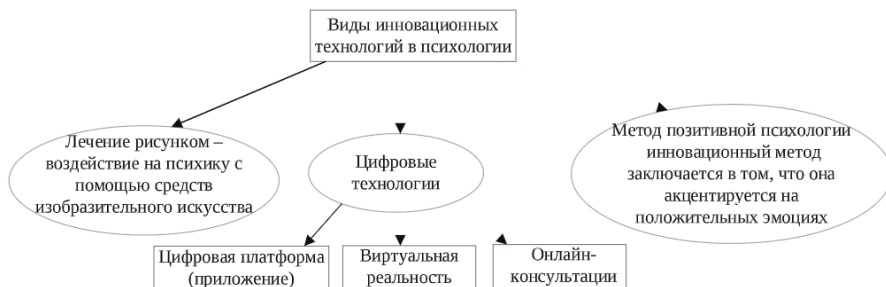 Виды инновационных
технологий в психологии
Лечение рисунком –
воздействие на психику с
помощью средств
изобразительного искусства
Цифровые
технологии
Метод позитивной психологии
инновационный метод
заключается в том, что она
акцентируется на
положительных эмоциях
Цифровая платформа
(приложение)
Виртуальная
реальность
Онлайн-
консультации